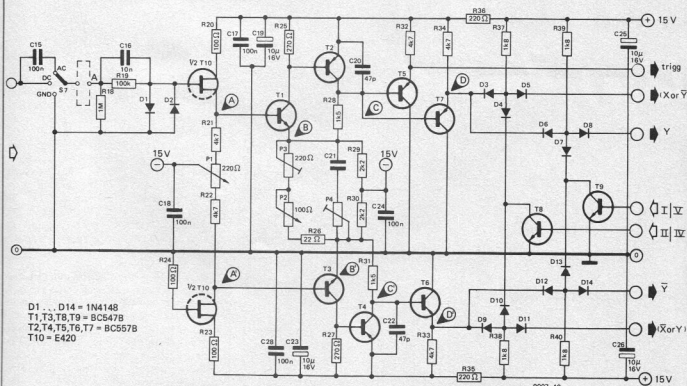 R36
220Ω
+ 15 V
R20
100Ω
C17
100n
C19
10μ
16V
R25
270Ω
R32
4k7
R34
4k7
R37
1k8
R39
1k8
C25
10μ
16V
C15
100n
AC
DC
GND
S7
A
C16
10n
R19
100k
R18
1M
D1
D2
½ T10
T2
C20
47p
T5
trigg
A
T1
B
R28
1k5
C
T7
D
D3
D5
D4
(X or Ȳ)
D6
D8
D7
Y
R21
4k7
15V
−
P1
220Ω
R22
4k7
P3
220Ω
C21
100n
R29
2k2
15V
−
P2
100Ω
P4
R30
2k2
C24
100n
C18
100n
R26
22 Ω
T8
T9
I|V
II|IV
0
0
R24
100Ω
½ T10
A'
T3
B'
R31
1k5
C'
T6
D'
D13
D12
D14
Ȳ
D1 ... D14 = 1N4148
T1,T3,T8,T9 = BC547B
T2,T4,T5,T6,T7 = BC557B
T10 = E420
R23
100Ω
C28
100n
C23
10μ
16V
R27
270Ω
T4
C22
47p
R33
4k7
D10
D9
D11
(X̄ or Y)
R38
1k8
R40
1k8
C26
10μ
16V
R35
220Ω
+ 15V